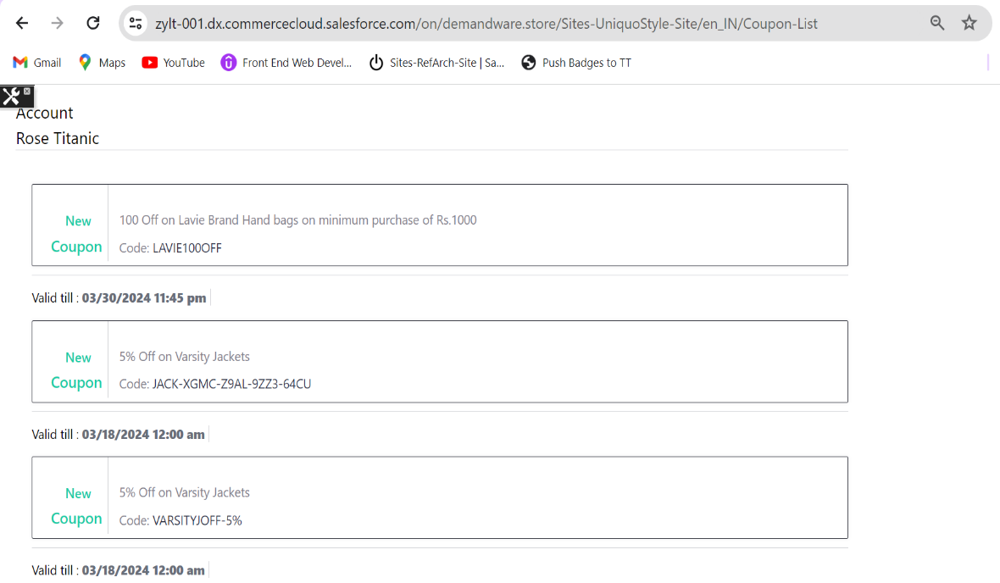 zylt-001.dx.commercecloud.salesforce.com/on/demandware.store/Sites-UniquoStyle-Site/en_IN/Coupon-List
Gmail Maps YouTube Front End Web Devel... Sites-RefArch-Site | Sa... Push Badges to TT
Account
Rose Titanic
New
Coupon
100 Off on Lavie Brand Hand bags on minimum purchase of Rs.1000
Code: LAVIE100OFF
Valid till : 03/30/2024 11:45 pm
New
Coupon
5% Off on Varsity Jackets
Code: JACK-XGMC-Z9AL-9ZZ3-64CU
Valid till : 03/18/2024 12:00 am
New
Coupon
5% Off on Varsity Jackets
Code: VARSITYJOFF-5%
Valid till : 03/18/2024 12:00 am